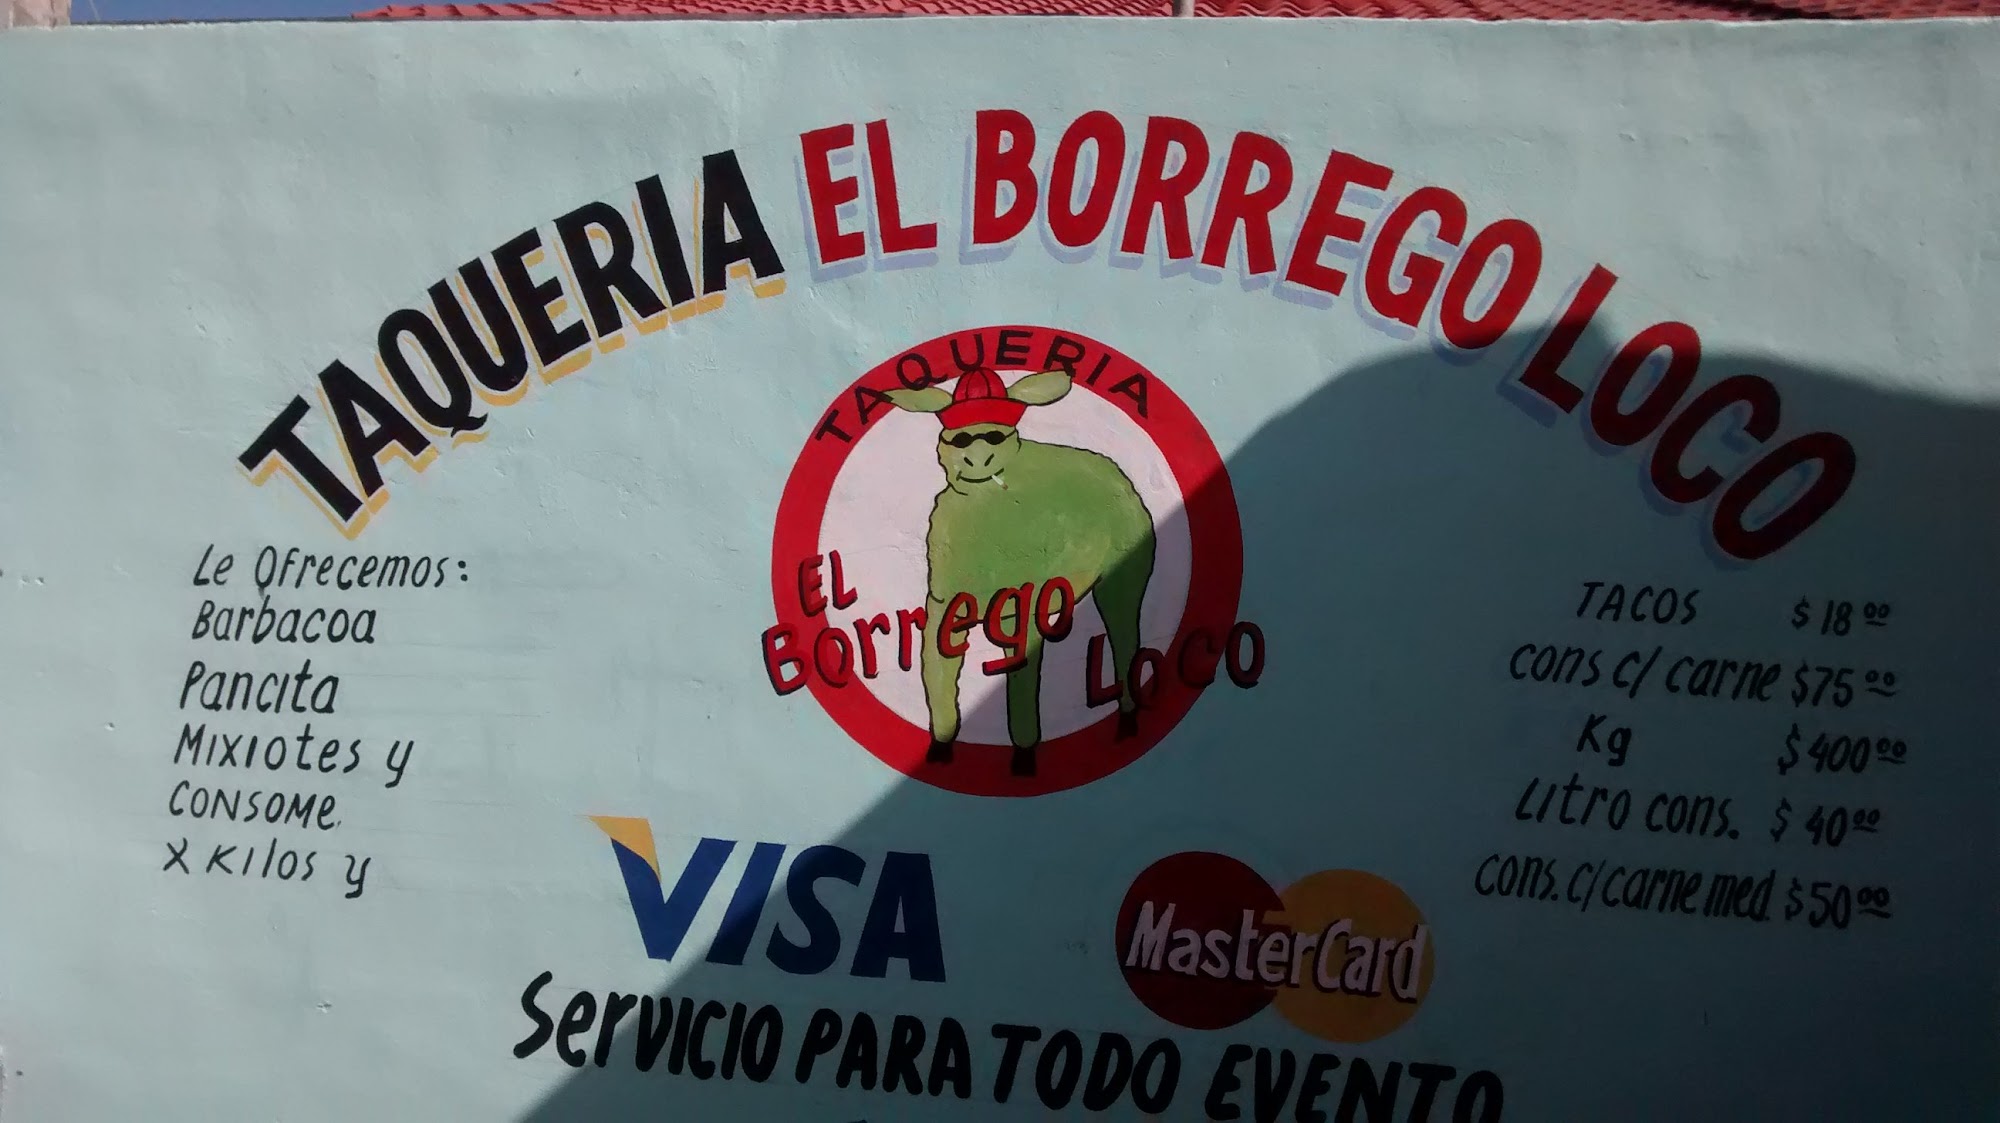 TAQUERIA EL BORREGO LOCO
TAQUERIA
EL
Borrego
LOCO
Le Ofrecemos:
Barbacoa
Pancita
Mixiotes y
CONSOMe.
x Kilos y
TACOS $ 18.00
cons c/ carne $75.00
Kg $ 400.00
Litro cons. $ 40.00
cons. c/carne med. $50.00
VISA
MasterCard
Servicio PARA TODO EVENTO